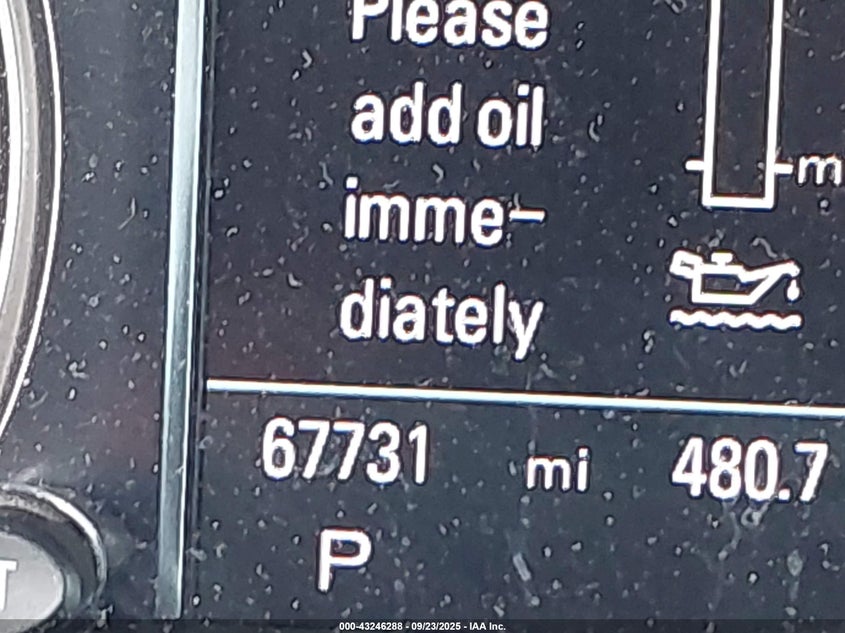 Please
add oil
imme-
diately
m
67731 mi 480.7
P
T
000-43246288 - 09/23/2025 - IAA Inc.